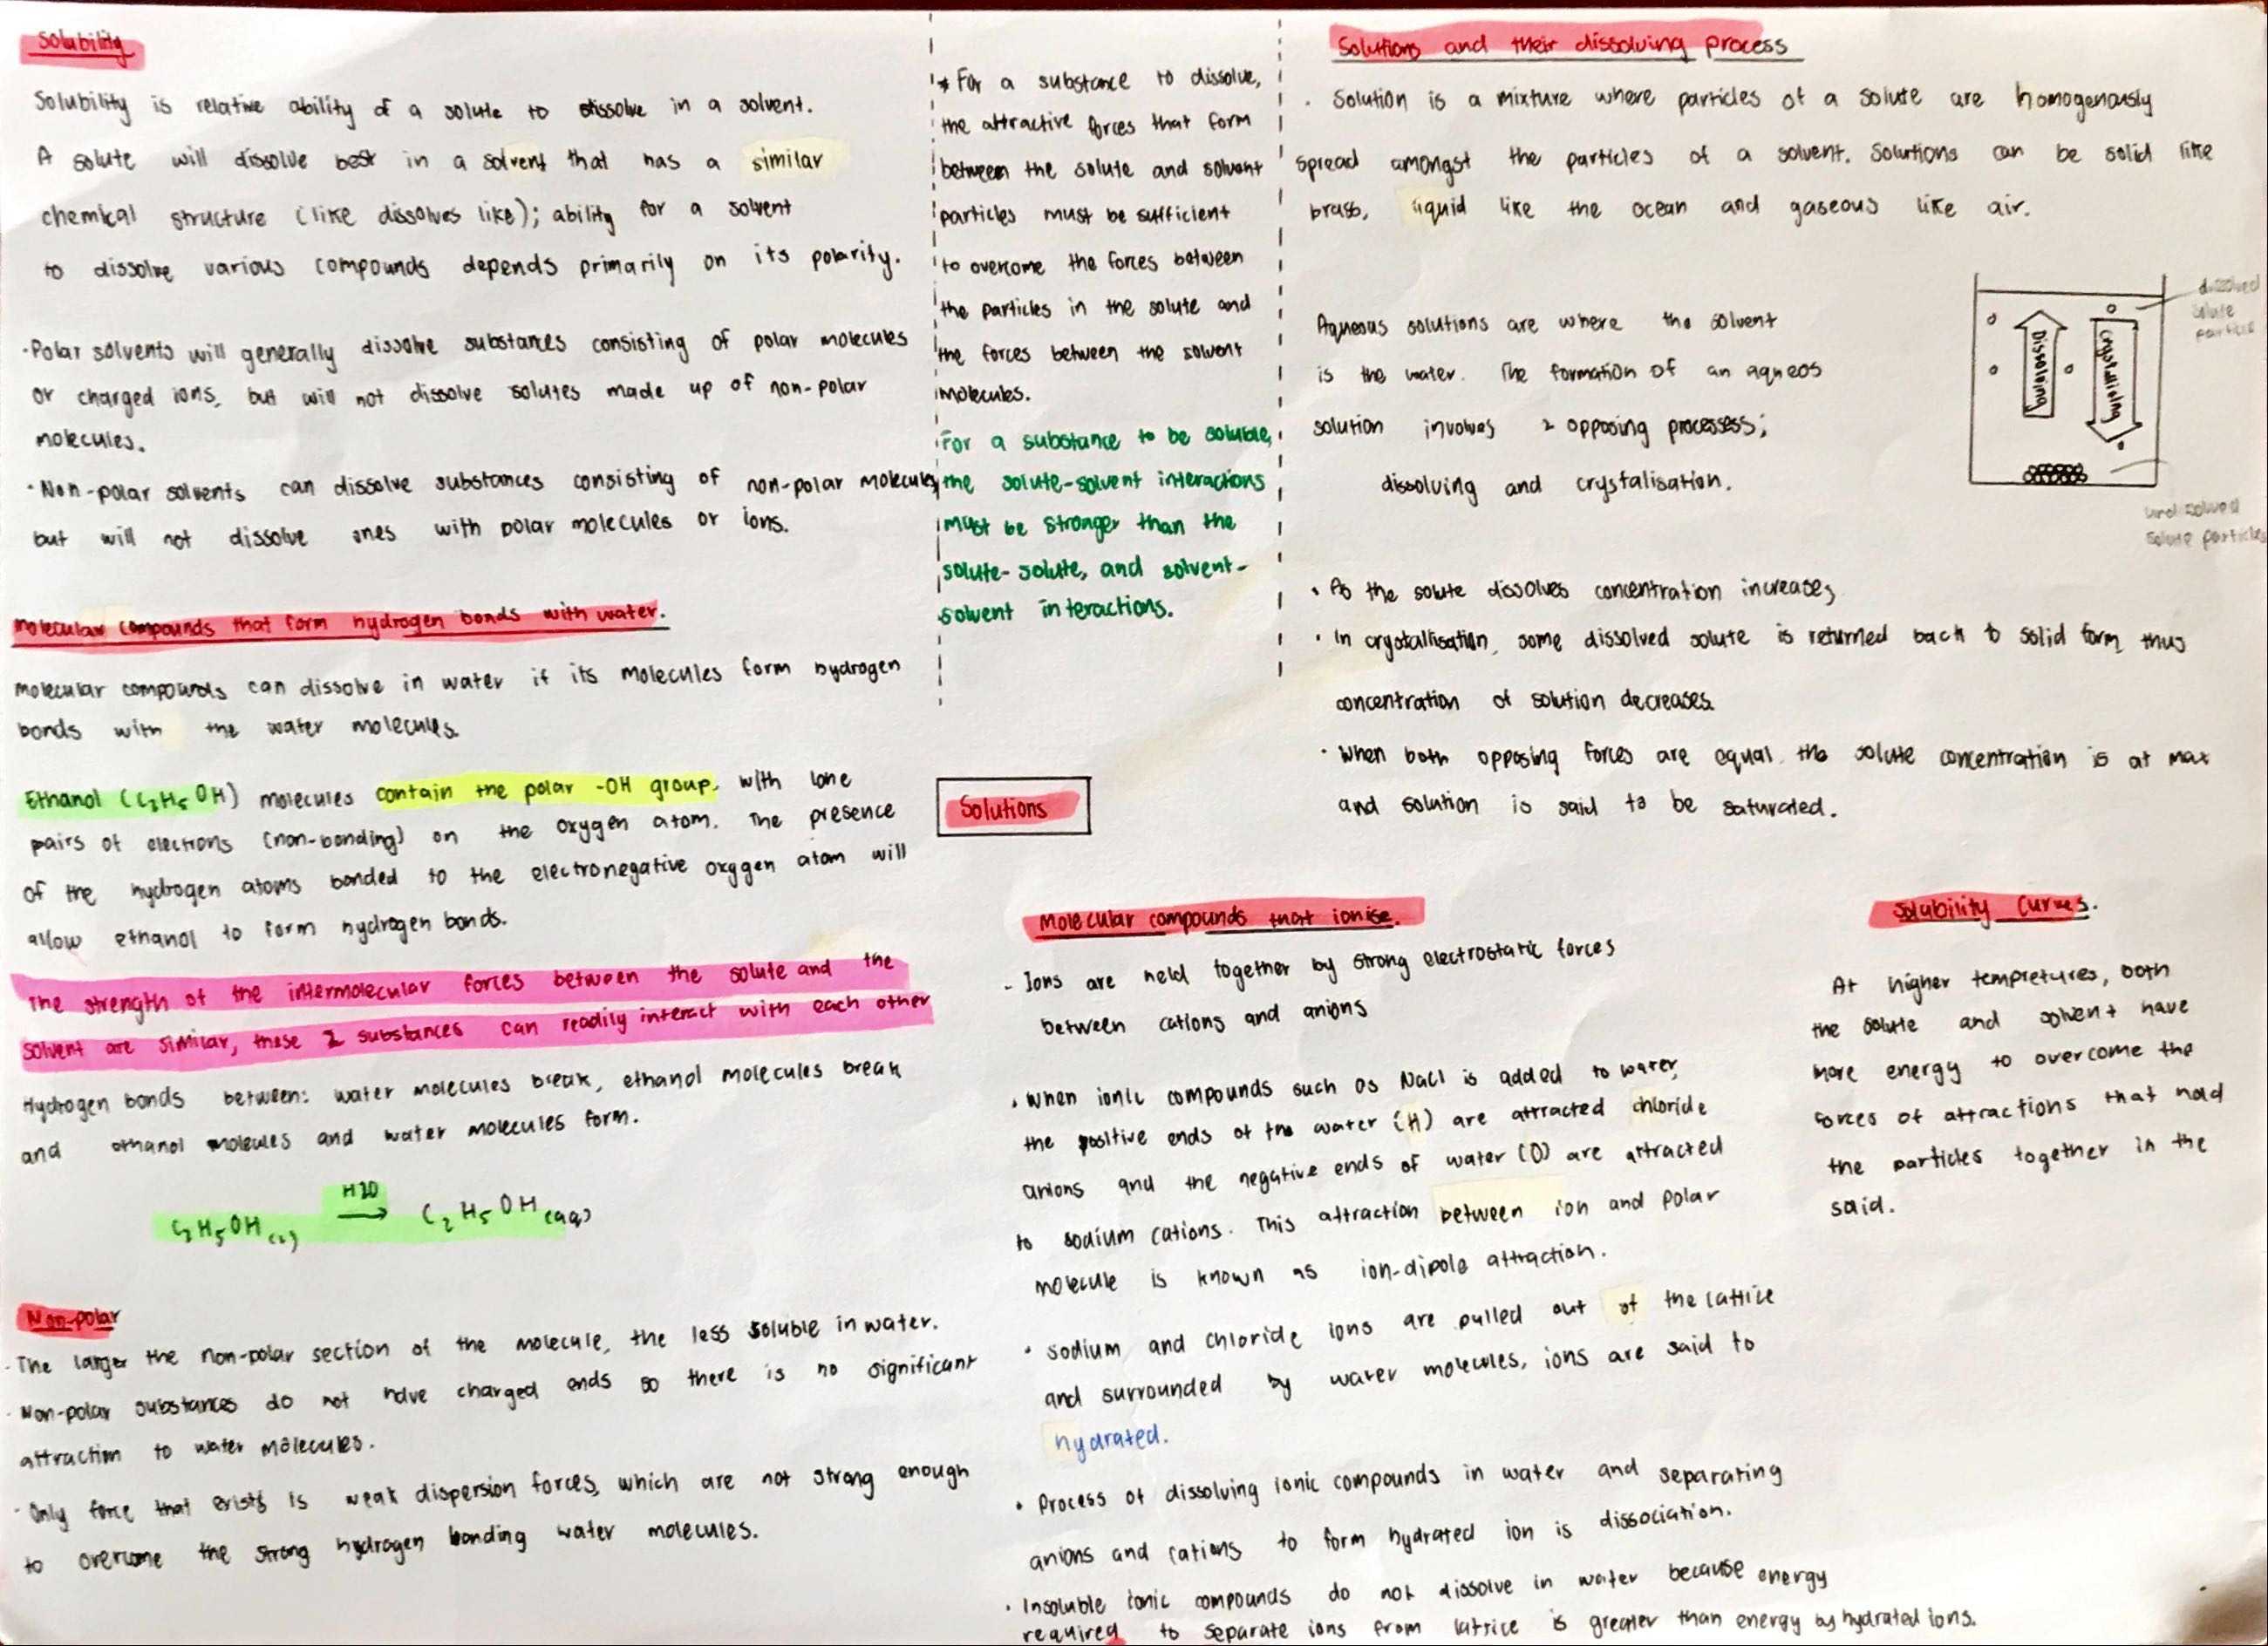 Solubility
Solubility is relative ability of a solute to dissolve in a solvent.
A solute will dissolve best in a solvent that has a similar
chemical structure (like dissolves like); ability for a solvent
to dissolve various compounds depends primarily on its polarity.
·Polar solvents will generally dissolve substances consisting of polar molecules
or charged ions, but will not dissolve solutes made up of non-polar
molecules.
·Non-polar solvents can dissolve substances consisting of non-polar molecules
but will not dissolve ones with polar molecules or ions.
Molecular compounds that form hydrogen bonds with water.
Molecular compounds can dissolve in water if its molecules form hydrogen
bonds with the water molecules.
Ethanol (C2H5OH) molecules contain the polar -OH group, with lone
pairs of electrons (non-bonding) on the oxygen atom. The presence
of the hydrogen atoms bonded to the electronegative oxygen atom will
allow ethanol to form hydrogen bonds.
The strength of the intermolecular forces between the solute and the
solvent are similar, these 2 substances can readily interact with each other
Hydrogen bonds between: water molecules break, ethanol molecules break
and ethanol molecules and water molecules form.
H2O
C2H5OH(l) → C2H5OH(aq)
Non-polar
·The larger the non-polar section of the molecule, the less soluble in water.
·Non-polar substances do not have charged ends so there is no significant
attraction to water molecules.
·Only force that exists is weak dispersion forces, which are not strong enough
to overcome the strong hydrogen bonding water molecules.
* For a substance to dissolve,
the attractive forces that form
between the solute and solvent
particles must be sufficient
to overcome the forces between
the particles in the solute and
the forces between the solvent
molecules.
For a substance to be soluble,
the solute-solvent interactions
must be stronger than the
solute-solute, and solvent-
solvent interactions.
Solutions
Solutions and their dissolving process
· Solution is a mixture where particles of a solute are homogenously
spread amongst the particles of a solvent. Solutions can be solid like
brass, liquid like the ocean and gaseous like air.
Aqueous solutions are where the solvent
is the water. The formation of an aqueos
solution involves 2 opposing processess;
dissolving and crystalisation.
Dissolving
Crystallising
dissolved
solute
particle
undissolved
solute particles
· As the solute dissolves concentration increases,
· In crystallisation, some dissolved solute is returned back to solid form, thus
concentration of solution decreases.
· When both opposing forces are equal the solute concentration is at max
and solution is said to be saturated.
Molecular compounds that ionise.
- Ions are held together by strong electrostatic forces
between cations and anions
· When ionic compounds such as NaCl is added to water,
the positive ends of the water (H) are attracted chloride
anions and the negative ends of water (O) are attracted
to sodium cations. This attraction between ion and polar
molecule is known as ion-dipole attraction.
· Sodium and chloride ions are pulled out of the lattice
and surrounded by water molecules, ions are said to
hydrated.
· Process of dissolving ionic compounds in water and separating
anions and cations to form hydrated ion is dissociation.
· Insoluble ionic compounds do not dissolve in water because energy
required to separate ions from lattice is greater than energy by hydrated ions.
Solubility Curves.
At higher tempretures, both
the solute and solvent have
more energy to overcome the
forces of attractions that had
the particles together in the
said.